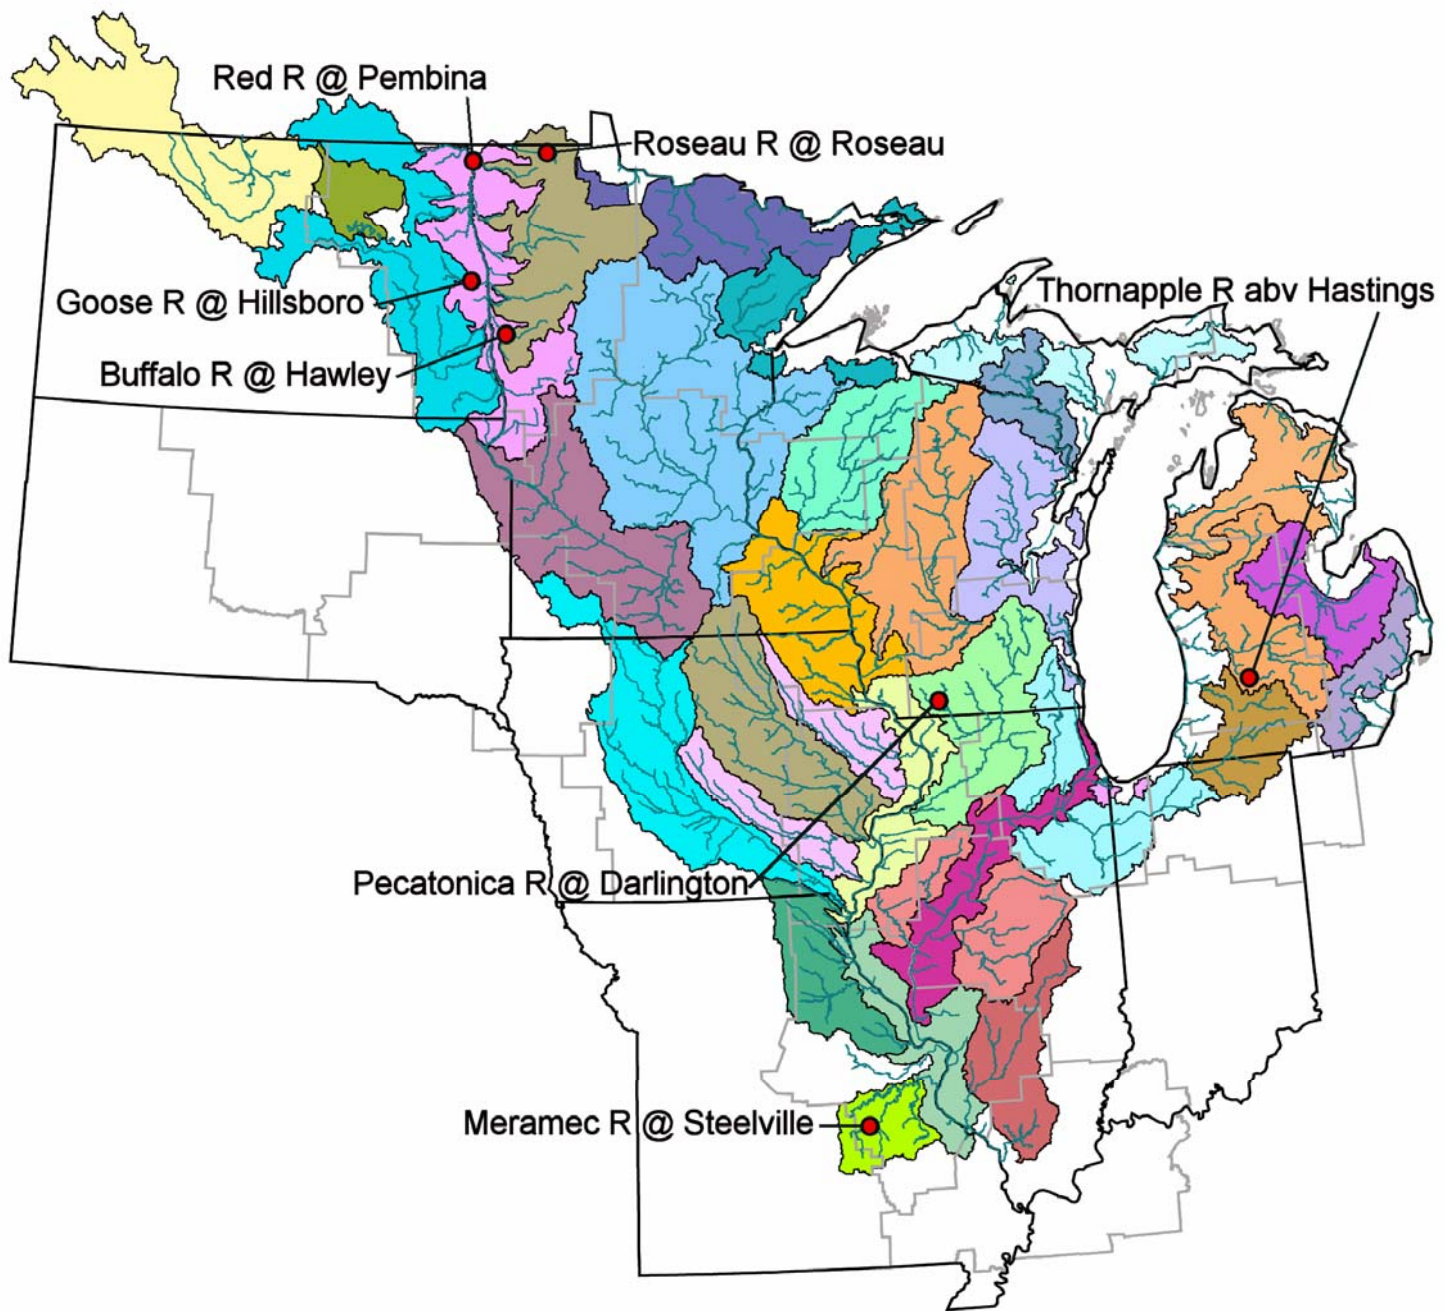 Red R @ Pembina
Roseau R @ Roseau
Thornapple R abv Hastings
Goose R @ Hillsboro
Buffalo R @ Hawley
Pecatonica R @ Darlington
Meramec R @ Steelville